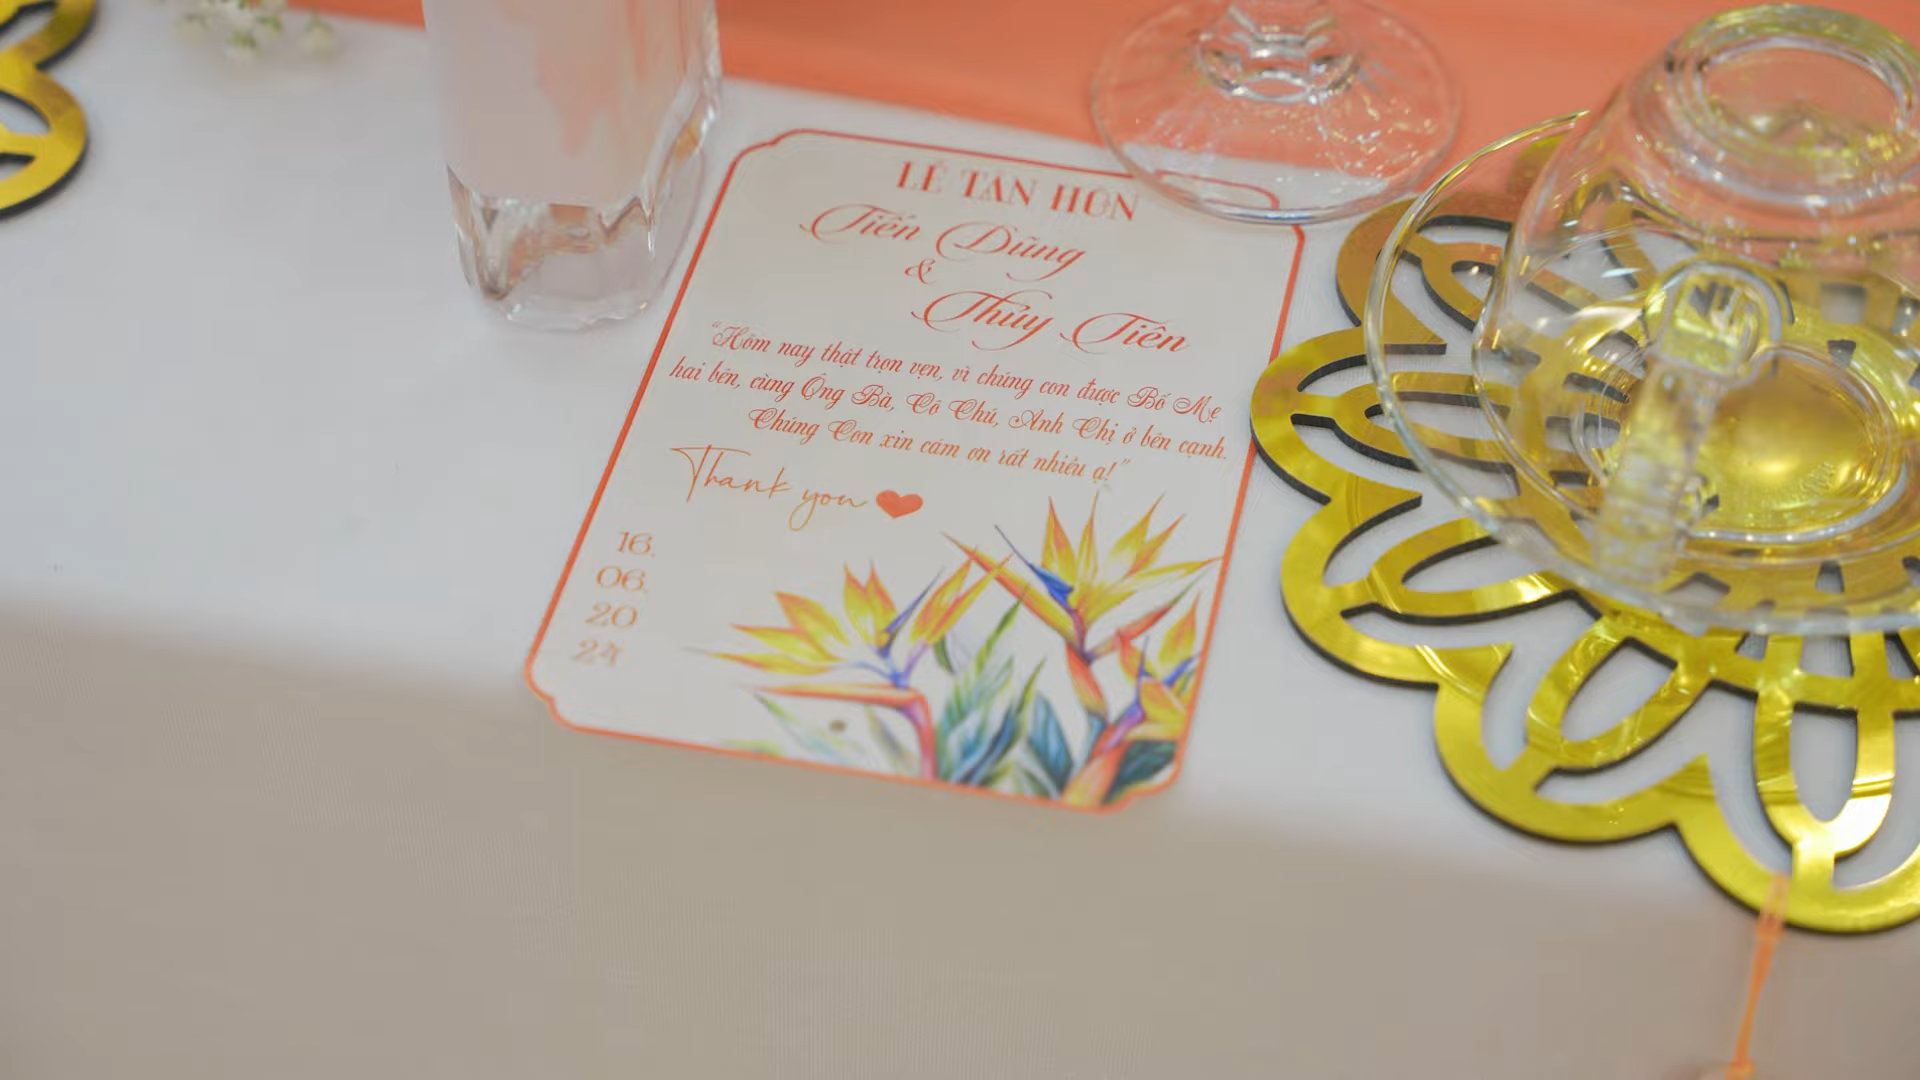 LỄ TÂN HÔN
Tiến Dũng
&
Thủy Tiên
“Hôm nay thật trọn vẹn, vì chúng con được Bố Mẹ
hai bên, cùng Ông Bà, Cô Chú, Anh Chị ở bên cạnh.
Chúng Con xin cám ơn rất nhiều ạ!”
Thank you
16.
06.
20
24